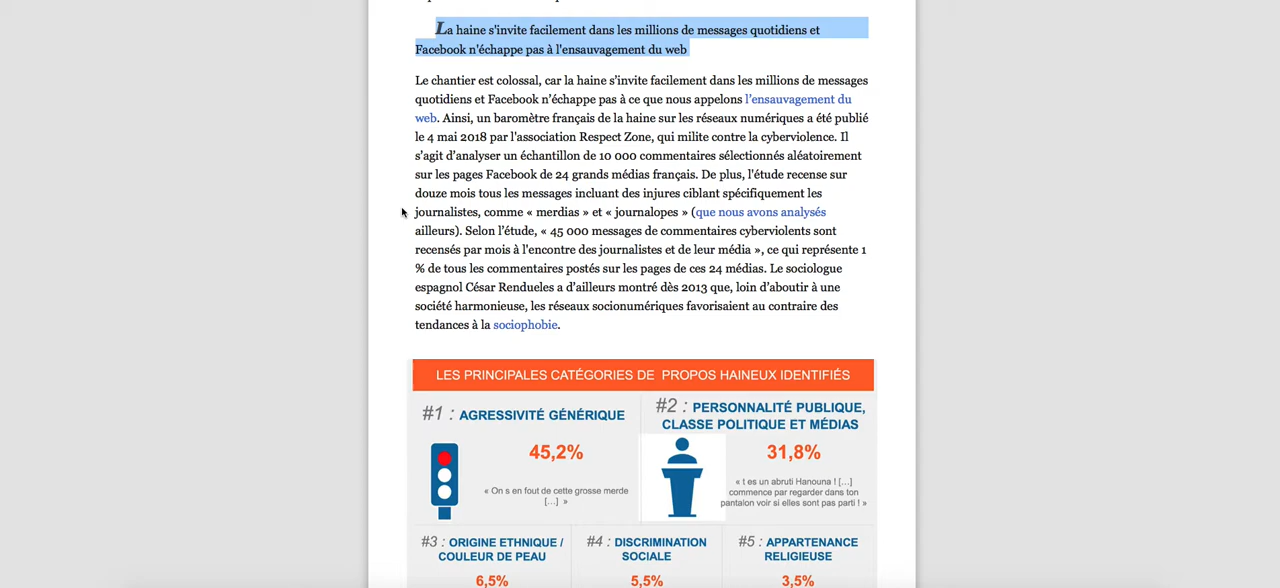 La haine s'invite facilement dans les millions de messages quotidiens et
Facebook n'échappe pas à l'ensauvagement du web
Le chantier est colossal, car la haine s’invite facilement dans les millions de messages
quotidiens et Facebook n’échappe pas à ce que nous appelons l’ensauvagement du
web. Ainsi, un baromètre français de la haine sur les réseaux numériques a été publié
le 4 mai 2018 par l'association Respect Zone, qui milite contre la cyberviolence. Il
s’agit d’analyser un échantillon de 10 000 commentaires sélectionnés aléatoirement
sur les pages Facebook de 24 grands médias français. De plus, l'étude recense sur
douze mois tous les messages incluant des injures ciblant spécifiquement les
journalistes, comme « merdias » et « journalopes » (que nous avons analysés
ailleurs). Selon l’étude, « 45 000 messages de commentaires cyberviolents sont
recensés par mois à l'encontre des journalistes et de leur média », ce qui représente 1
% de tous les commentaires postés sur les pages de ces 24 médias. Le sociologue
espagnol César Rendueles a d’ailleurs montré dès 2013 que, loin d’aboutir à une
société harmonieuse, les réseaux socionumériques favorisaient au contraire des
tendances à la sociophobie.
LES PRINCIPALES CATÉGORIES DE PROPOS HAINEUX IDENTIFIÉS
#1 : AGRESSIVITÉ GÉNÉRIQUE
45,2%
« On s en fout de cette grosse merde
[…] »
#2 : PERSONNALITÉ PUBLIQUE,
CLASSE POLITIQUE ET MÉDIAS
31,8%
« t es un abruti Hanouna ! […]
commence par regarder dans ton
pantalon voir si elles sont pas parti ! »
#3 : ORIGINE ETHNIQUE /
COULEUR DE PEAU
6,5%
#4 : DISCRIMINATION
SOCIALE
5,5%
#5 : APPARTENANCE
RELIGIEUSE
3,5%